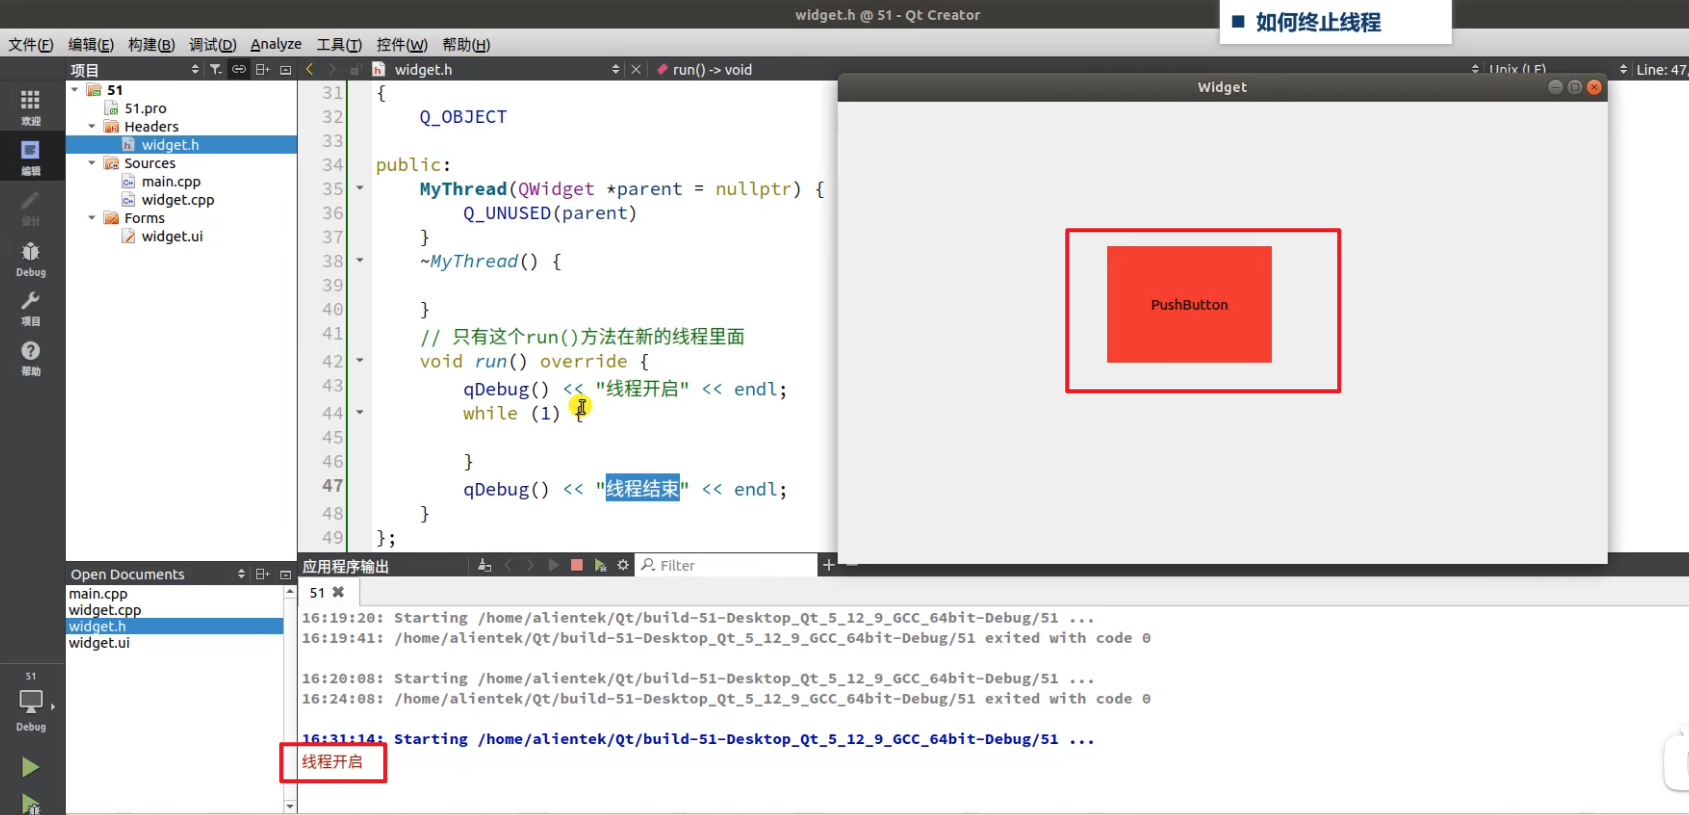 widget.h @ 51 - Qt Creator
■ 如何终止线程
文件(F) 编辑(E) 构建(B) 调试(D) Analyze 工具(T) 控件(W) 帮助(H)
项目
widget.h
run() -> void
Unix (LF)
Line: 47,
欢迎
编辑
设计
Debug
项目
帮助
51
51.pro
Headers
widget.h
Sources
main.cpp
widget.cpp
Forms
widget.ui
31 {
32 Q_OBJECT
33
34 public:
35 MyThread(QWidget *parent = nullptr) {
36 Q_UNUSED(parent)
37 }
38 ~MyThread() {
39
40 }
41 // 只有这个run()方法在新的线程里面
42 void run() override {
43 qDebug() << "线程开启" << endl;
44 while (1) {
45
46 }
47 qDebug() << "线程结束" << endl;
48 }
49 };
Widget
PushButton
Open Documents
main.cpp
widget.cpp
widget.h
widget.ui
51
Debug
应用程序输出
Filter
51
16:19:20: Starting /home/alientek/Qt/build-51-Desktop_Qt_5_12_9_GCC_64bit-Debug/51 ...
16:19:41: /home/alientek/Qt/build-51-Desktop_Qt_5_12_9_GCC_64bit-Debug/51 exited with code 0
16:20:08: Starting /home/alientek/Qt/build-51-Desktop_Qt_5_12_9_GCC_64bit-Debug/51 ...
16:24:08: /home/alientek/Qt/build-51-Desktop_Qt_5_12_9_GCC_64bit-Debug/51 exited with code 0
16:31:14: Starting /home/alientek/Qt/build-51-Desktop_Qt_5_12_9_GCC_64bit-Debug/51 ...
线程开启